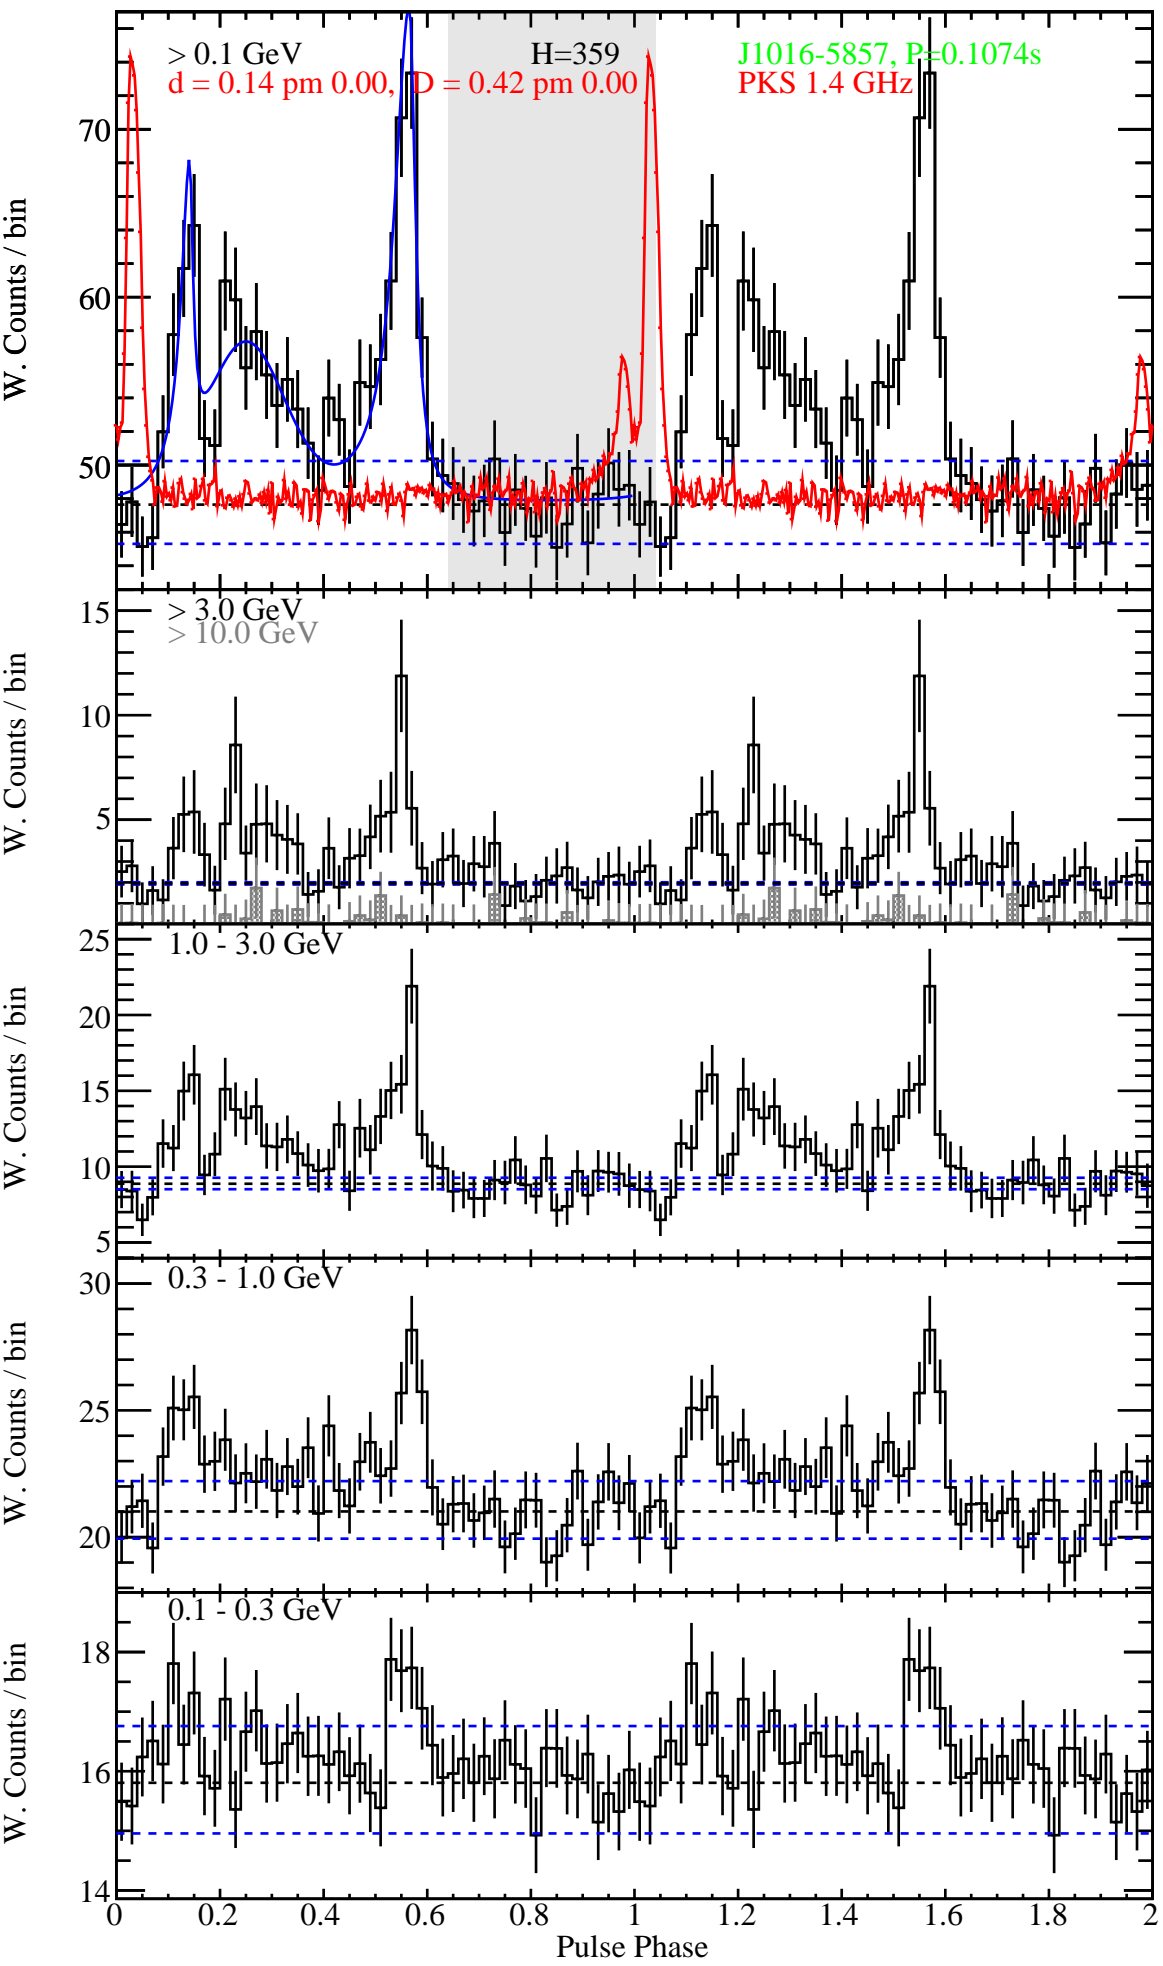 > 0.1 GeV H=359 J1016-5857, P=0.1074s
d = 0.14 pm 0.00, D = 0.42 pm 0.00 PKS 1.4 GHz
70
60
50
W. Counts / bin
> 3.0 GeV
> 10.0 GeV
15
10
5
W. Counts / bin
1.0 - 3.0 GeV
25
20
15
10
5
W. Counts / bin
0.3 - 1.0 GeV
30
25
20
W. Counts / bin
0.1 - 0.3 GeV
18
16
14
W. Counts / bin
0 0.2 0.4 0.6 0.8 1 1.2 1.4 1.6 1.8 2
Pulse Phase